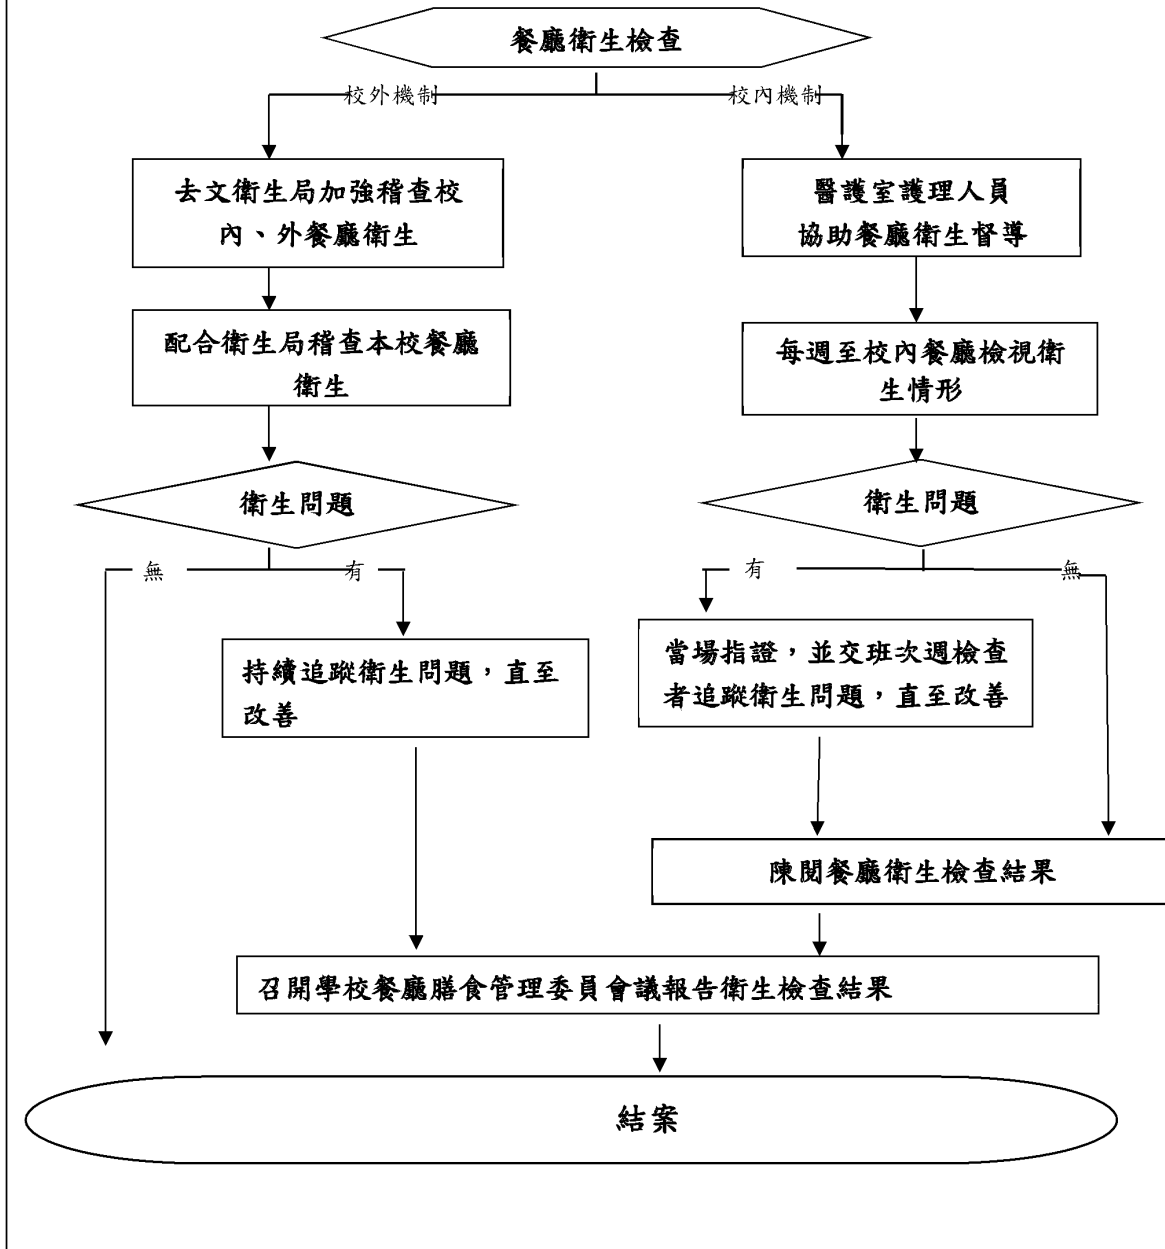 餐廳衛生檢查
校外機制
校內機制
去文衛生局加強稽查校
內、外餐廳衛生
醫護室護理人員
協助餐廳衛生督導
配合衛生局稽查本校餐廳
衛生
每週至校內餐廳檢視衛
生情形
衛生問題
衛生問題
無
有
有
無
持續追蹤衛生問題，直至
改善
當場指證，並交班次週檢查
者追蹤衛生問題，直至改善
陳閱餐廳衛生檢查結果
召開學校餐廳膳食管理委員會議報告衛生檢查結果
結案